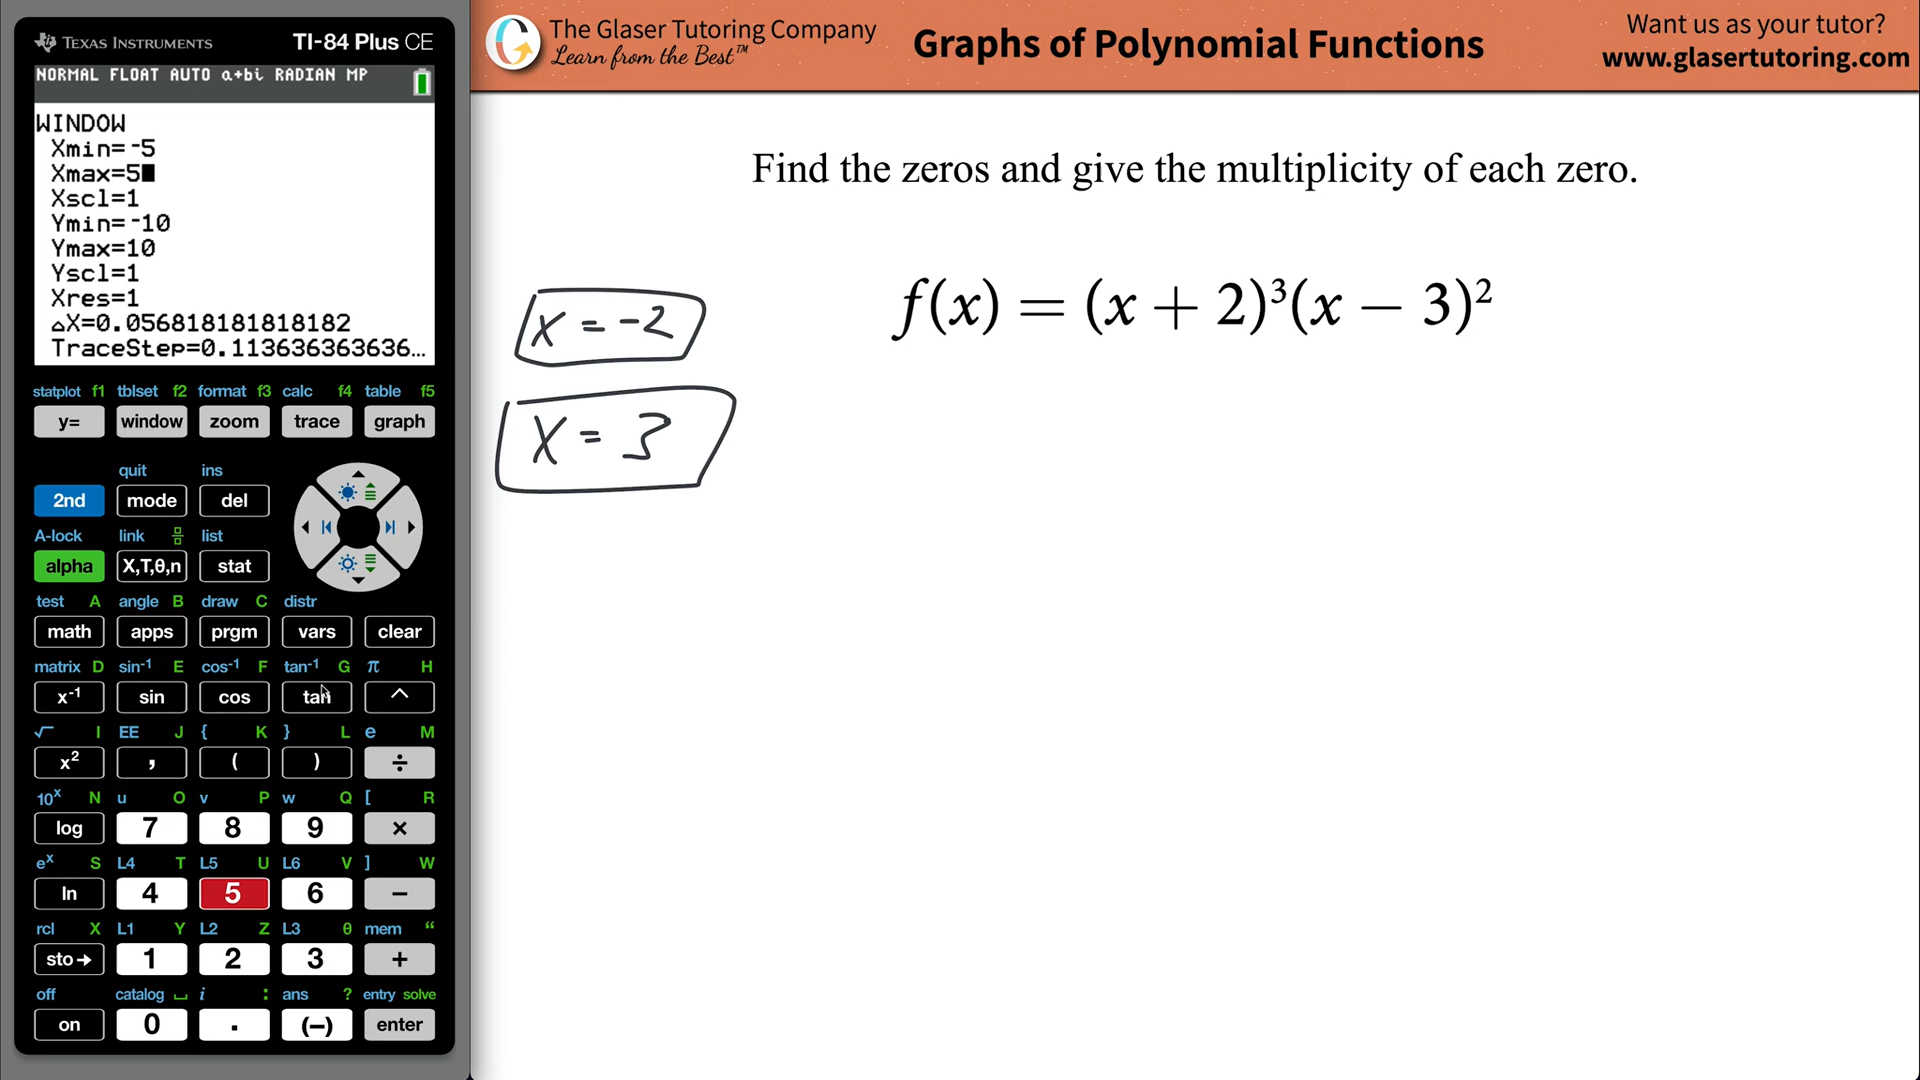 TEXAS INSTRUMENTS TI-84 Plus CE
NORMAL FLOAT AUTO a+bi RADIAN MP
WINDOW
Xmin=-5
Xmax=5
Xscl=1
Ymin=-10
Ymax=10
Yscl=1
Xres=1
△X=0.056818181818182
TraceStep=0.113636363636…
statplot f1 tblset f2 format f3 calc f4 table f5
y= window zoom trace graph
quit ins
2nd mode del
A-lock link list
alpha X,T,θ,n stat
test A angle B draw C distr
math apps prgm vars clear
matrix D sin⁻¹ E cos⁻¹ F tan⁻¹ G π H
x⁻¹ sin cos tan ^
√ I EE J { K } L e M
x² , ( ) ÷
10ˣ N u O v P w Q [ R
log 7 8 9 ×
eˣ S L4 T L5 U L6 V ] W
ln 4 5 6 −
rcl X L1 Y L2 Z L3 θ mem “
sto→ 1 2 3 +
off catalog ⎵ i : ans ? entry solve
on 0 . (−) enter
The Glaser Tutoring Company
Learn from the Best™
Graphs of Polynomial Functions
Want us as your tutor?
www.glasertutoring.com
Find the zeros and give the multiplicity of each zero.
f(x) = (x + 2)³(x − 3)²
x = -2
x = 3